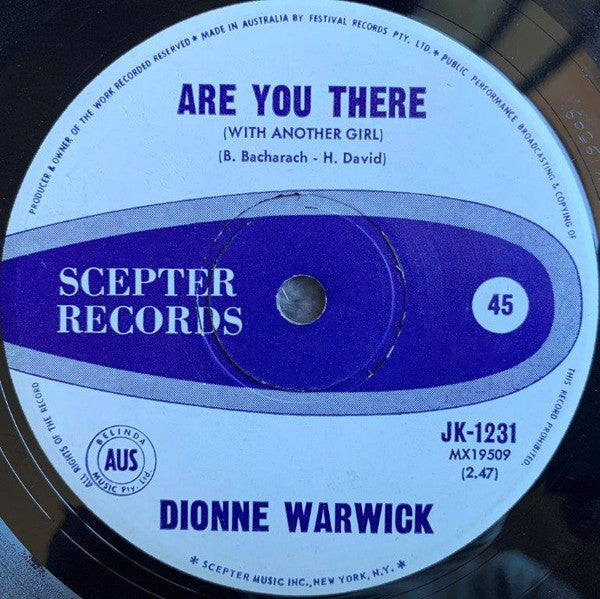 PRODUCER & OWNER OF THE WORK RECORDED RESERVED * MADE IN AUSTRALIA BY FESTIVAL RECORDS PTY. LTD. * PUBLIC PERFORMANCE BROADCASTING & COPYING OF
THIS RECORD PROHIBITED.
ALL RIGHTS OF THE RECORD
ARE YOU THERE
(WITH ANOTHER GIRL)
(B. Bacharach - H. David)
SCEPTER
RECORDS
45
BELINDA
AUS
MUSIC PTY. LTD.
JK-1231
MX19509
(2.47)
DIONNE WARWICK
* SCEPTER MUSIC INC., NEW YORK, N.Y. *